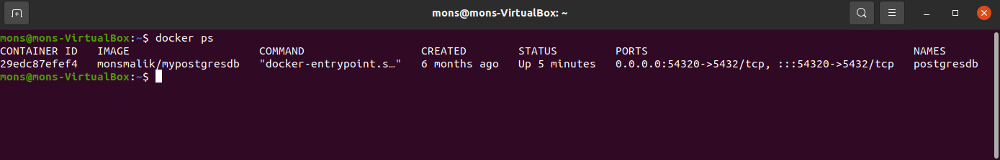 mons@mons-VirtualBox: ~
mons@mons-VirtualBox:~$ docker ps
CONTAINER ID   IMAGE                    COMMAND                  CREATED        STATUS         PORTS                                         NAMES
29edc87efef4   monsmalik/mypostgresdb   "docker-entrypoint.s…"   6 months ago   Up 5 minutes   0.0.0.0:54320->5432/tcp, :::54320->5432/tcp   postgresdb
mons@mons-VirtualBox:~$